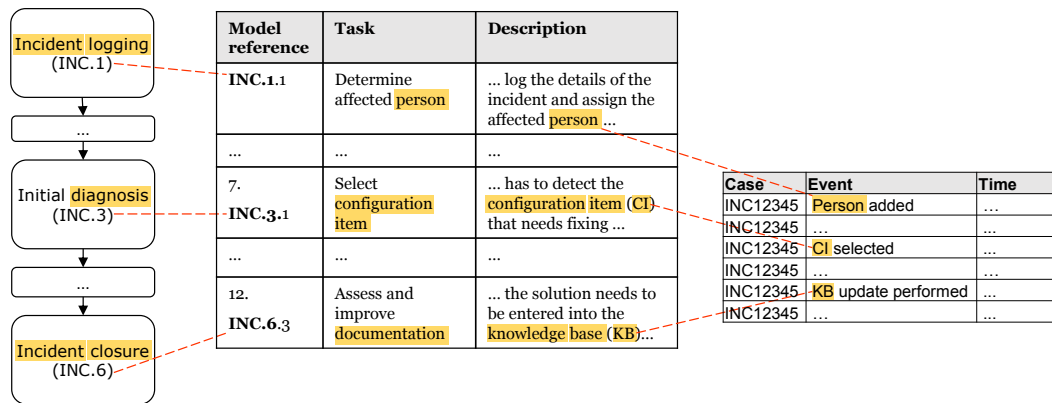 Incident logging
(INC.1)
...
Initial diagnosis
(INC.3)
...
Incident closure
(INC.6)
Model
reference
Task
Description
INC.1.1
Determine
affected person
... log the details of the
incident and assign the
affected person ...
...
...
...
7.
INC.3.1
Select
configuration
item
... has to detect the
configuration item (CI)
that needs fixing ...
...
...
...
12.
INC.6.3
Assess and
improve
documentation
... the solution needs to
be entered into the
knowledge base (KB)...
Case Event Time
INC12345 Person added ...
INC12345 ... ...
INC12345 CI selected ...
INC12345 ... ...
INC12345 KB update performed ...
INC12345 ... ...